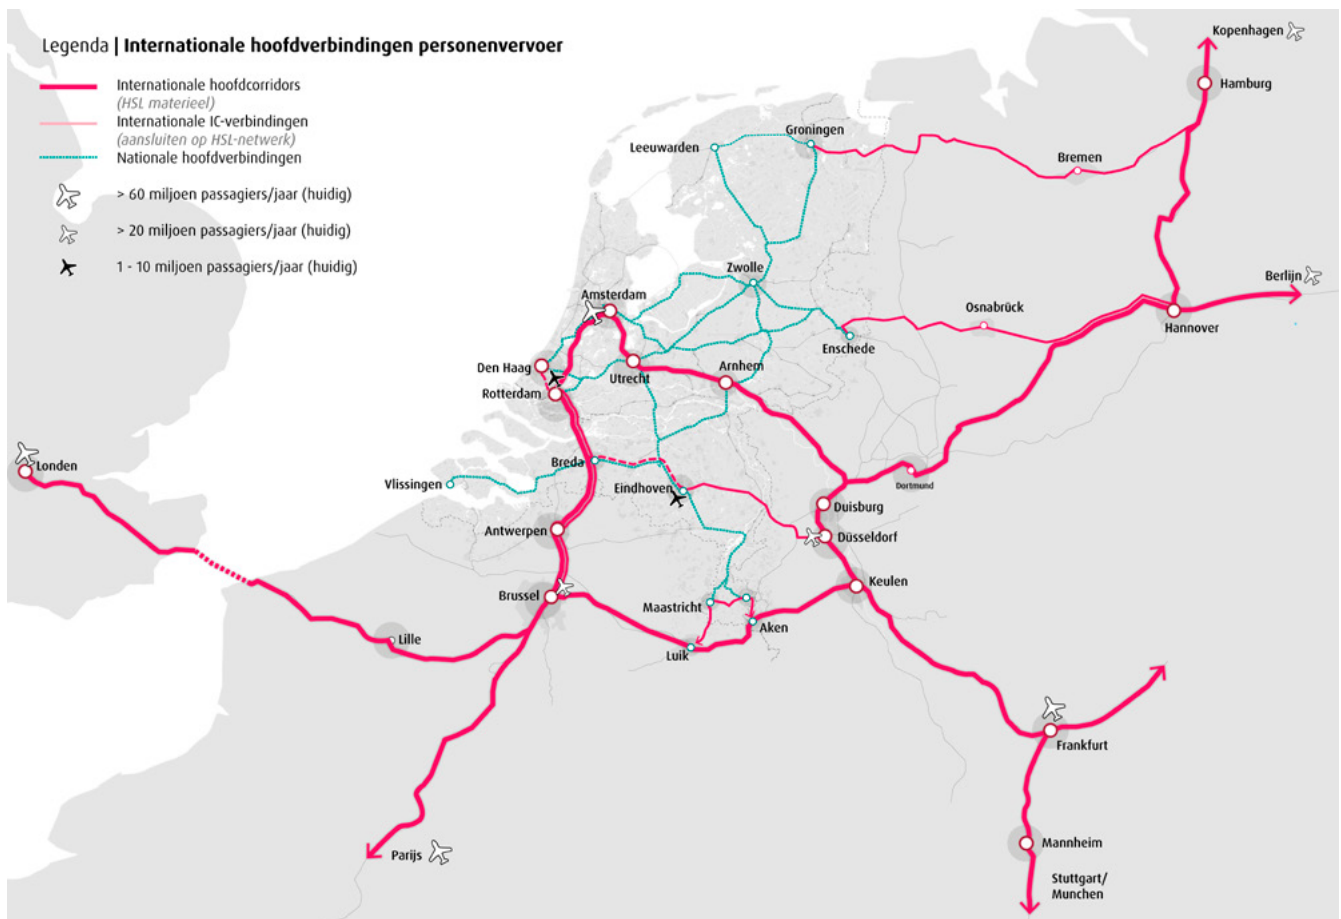 Legenda | Internationale hoofdverbindingen personenvervoer
Internationale hoofdcorridors
(HSL materieel)
Internationale IC-verbindingen
(aansluiten op HSL-netwerk)
Nationale hoofdverbindingen
> 60 miljoen passagiers/jaar (huidig)
> 20 miljoen passagiers/jaar (huidig)
1 - 10 miljoen passagiers/jaar (huidig)
Kopenhagen
Hamburg
Groningen
Leeuwarden
Bremen
Zwolle
Berlijn
Amsterdam
Osnabrück
Hannover
Enschede
Den Haag
Utrecht
Arnhem
Rotterdam
Londen
Breda
Vlissingen
Eindhoven
Dortmund
Duisburg
Antwerpen
Düsseldorf
Keulen
Brussel
Maastricht
Aken
Lille
Luik
Frankfurt
Mannheim
Parijs
Stuttgart/
Munchen